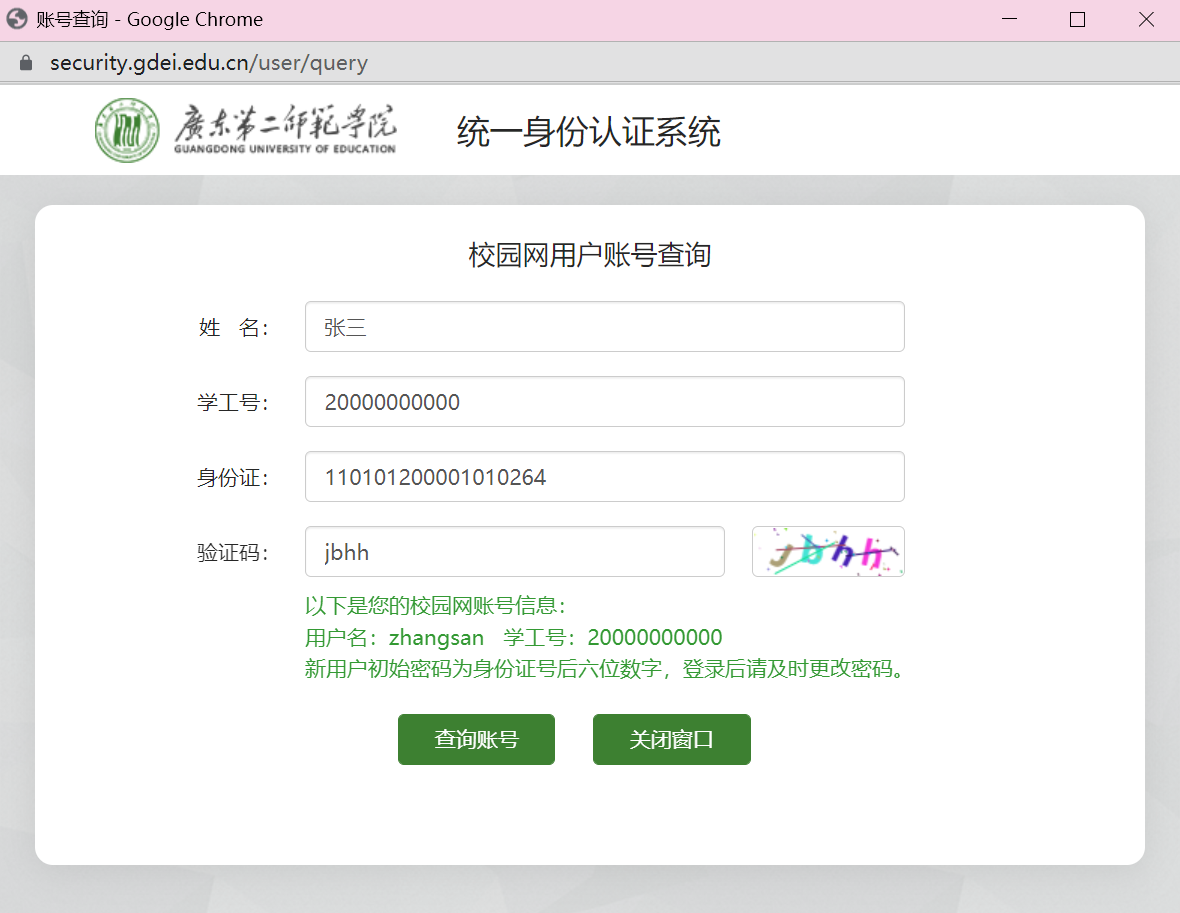 账号查询 - Google Chrome
security.gdei.edu.cn/user/query
廣东第二师範学院
GUANGDONG UNIVERSITY OF EDUCATION
统一身份认证系统
校园网用户账号查询
姓 名： 张三
学工号： 20000000000
身份证： 110101200001010264
验证码： jbhh jbhh
以下是您的校园网账号信息：
用户名：zhangsan 学工号：20000000000
新用户初始密码为身份证号后六位数字，登录后请及时更改密码。
查询账号 关闭窗口